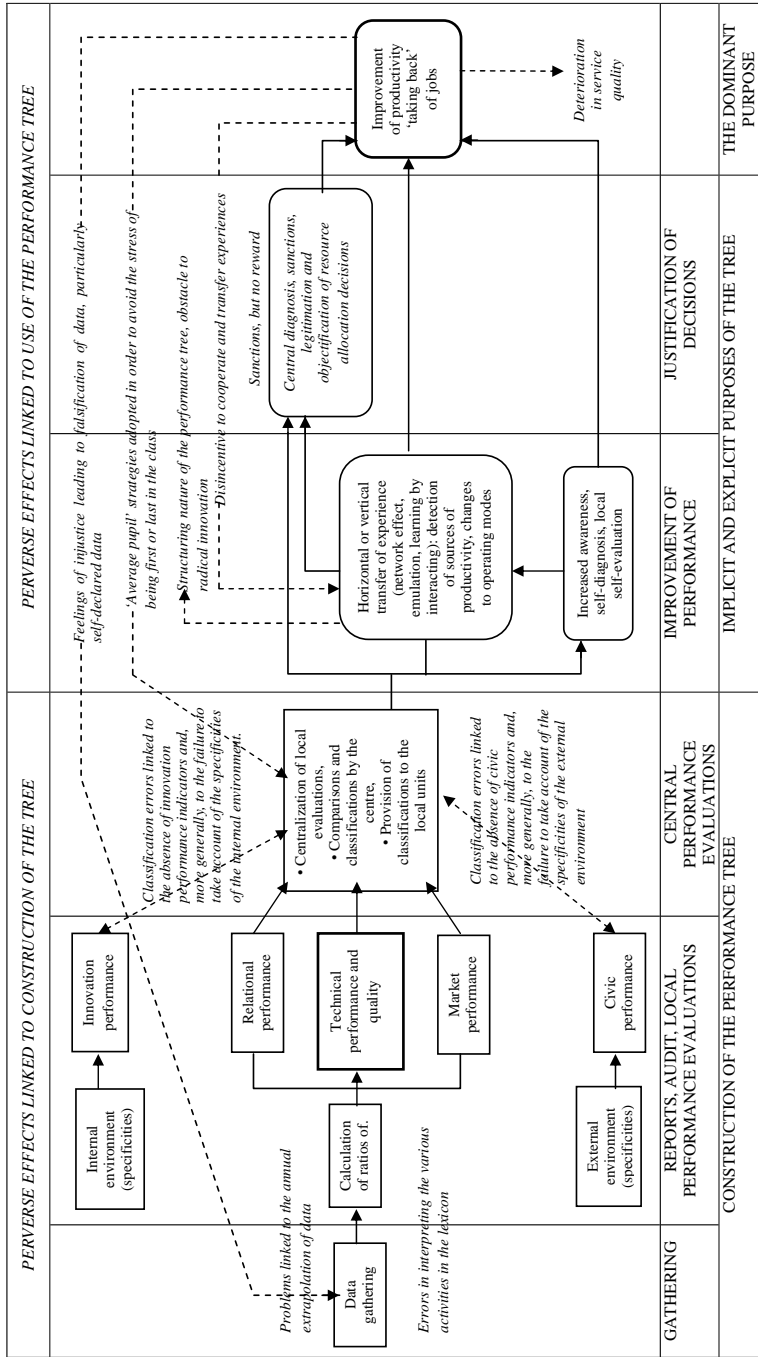 PERVERSE EFFECTS LINKED TO CONSTRUCTION OF THE TREE
PERVERSE EFFECTS LINKED TO USE OF THE PERFORMANCE TREE
Problems linked to the annual
extrapolation of data
Data
gathering
Errors in interpreting the various
activities in the lexicon
Internal
environment
(specificities)
Innovation
performance
Calculation
of ratios of.
Relational
performance
Technical
performance and
quality
Market
performance
External
environment
(specificities)
Civic
performance
Classification errors linked to
the absence of innovation
performance indicators and,
more generally, to the failure to
take account of the specificities
of the internal environment.
• Centralization of local
evaluations,
• Comparisons and
classifications by the
centre,
• Provision of
classifications to the
local units
Classification errors linked
to the absence of civic
performance indicators and,
more generally, to the
failure to take account of the
specificities of the external
environment
Feelings of injustice leading to falsification of data, particularly
self-declared data
'Average pupil' strategies adopted in order to avoid the stress of
being first or last in the class
Structuring nature of the performance tree, obstacle to
radical innovation
Disincentive to cooperate and transfer experiences
Horizontal or vertical
transfer of experience
(network effect,
emulation, learning by
interacting): detection
of sources of
productivity, changes
to operating modes
Increased awareness,
self-diagnosis, local
self-evaluation
Sanctions, but no reward
Central diagnosis, sanctions,
legitimation and
objectification of resource
allocation decisions
Improvement
of productivity
'taking back'
of jobs
Deterioration
in service
quality
GATHERING
REPORTS, AUDIT, LOCAL
PERFORMANCE EVALUATIONS
CENTRAL
PERFORMANCE
EVALUATIONS
IMPROVEMENT OF
PERFORMANCE
JUSTIFICATION OF
DECISIONS
THE DOMINANT
PURPOSE
CONSTRUCTION OF THE PERFORMANCE TREE
IMPLICIT AND EXPLICIT PURPOSES OF THE TREE